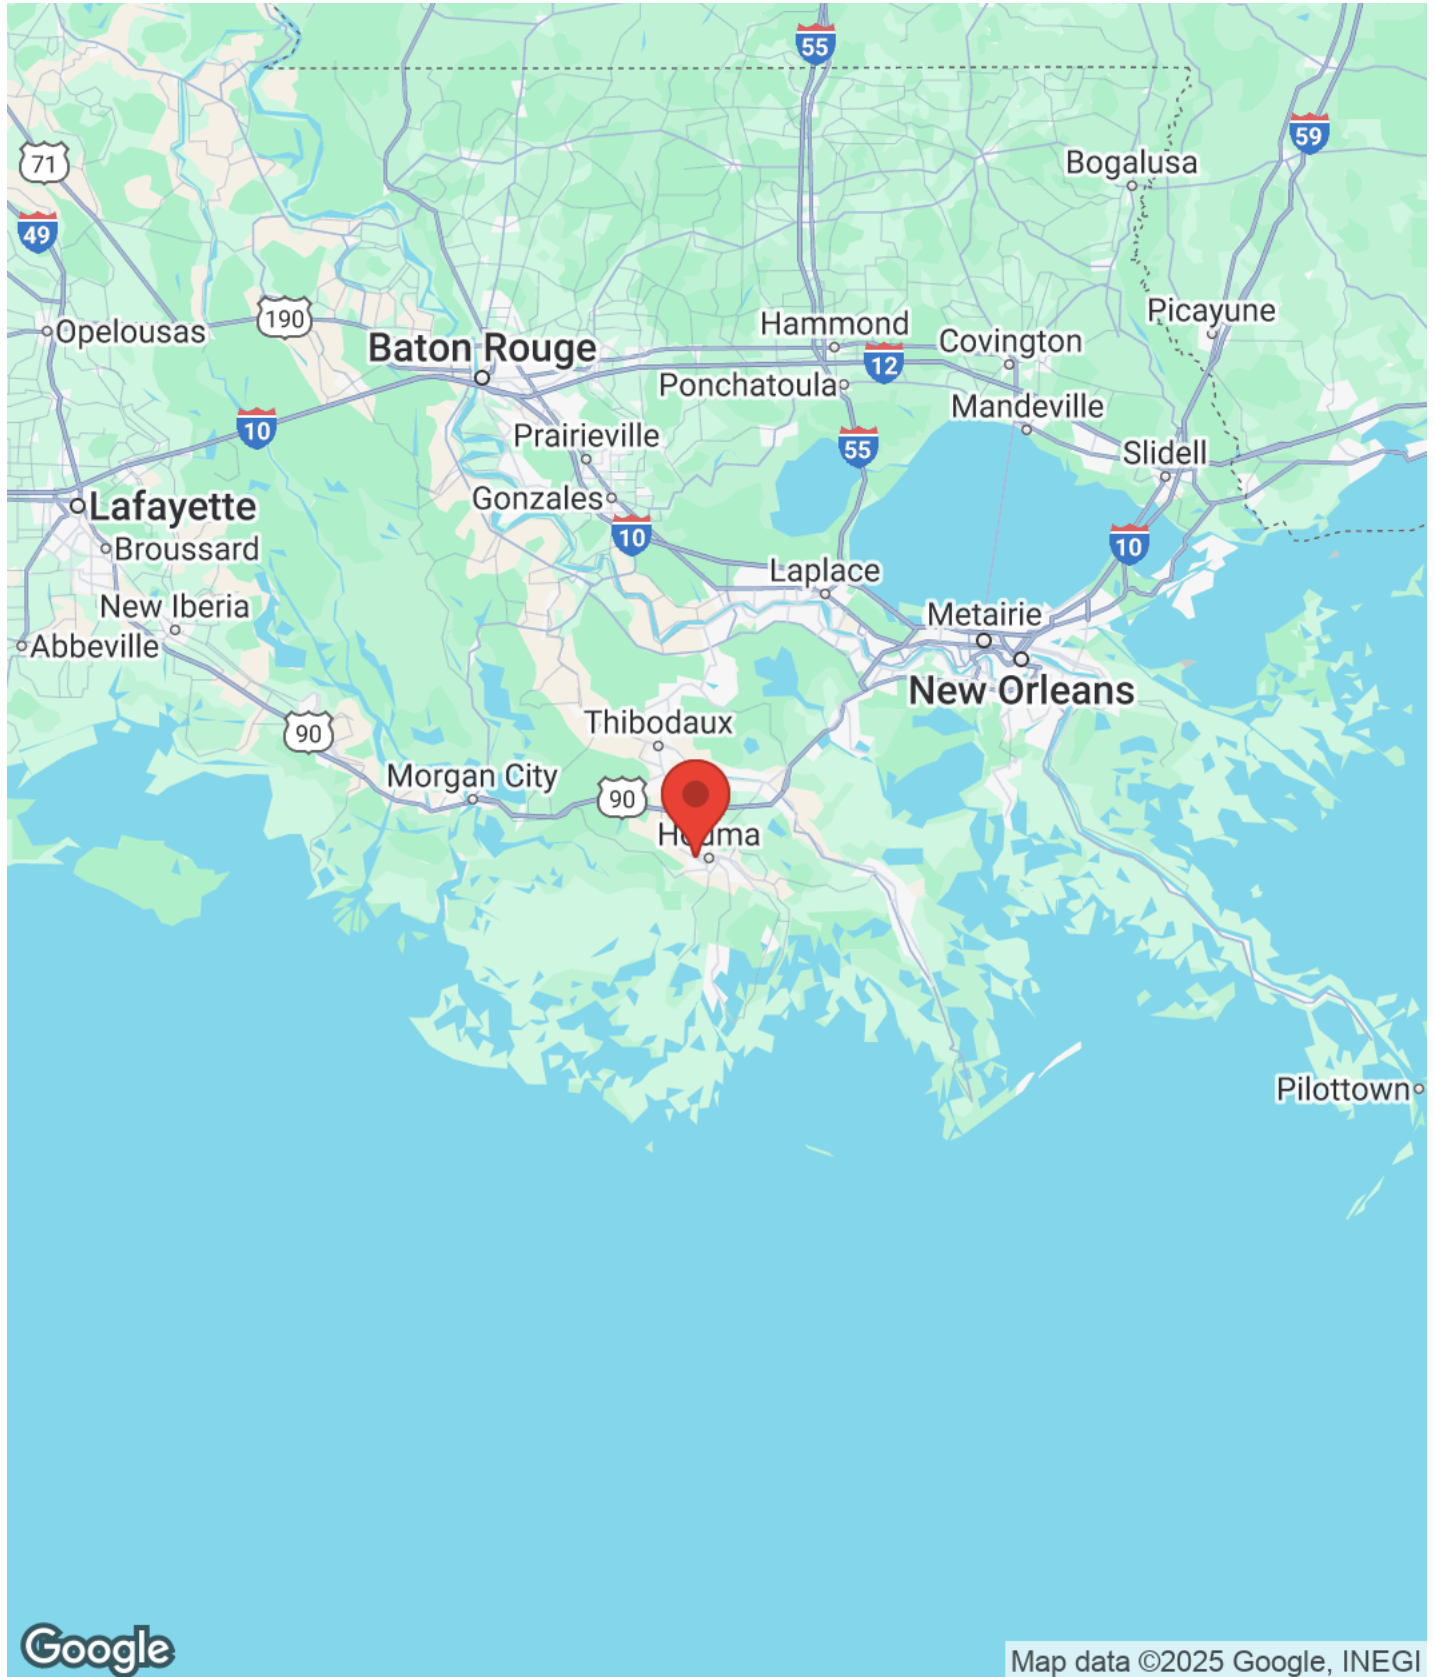 55
59
Bogalusa
71
49
190
Picayune
Opelousas
Hammond
Covington
Baton Rouge
12
Ponchatoula
Mandeville
10
Prairieville
55
Slidell
Gonzales
Lafayette
10
10
Broussard
Laplace
New Iberia
Metairie
Abbeville
New Orleans
Thibodaux
90
Morgan City
90
Houma
Pilottown
Google
Map data ©2025 Google, INEGI